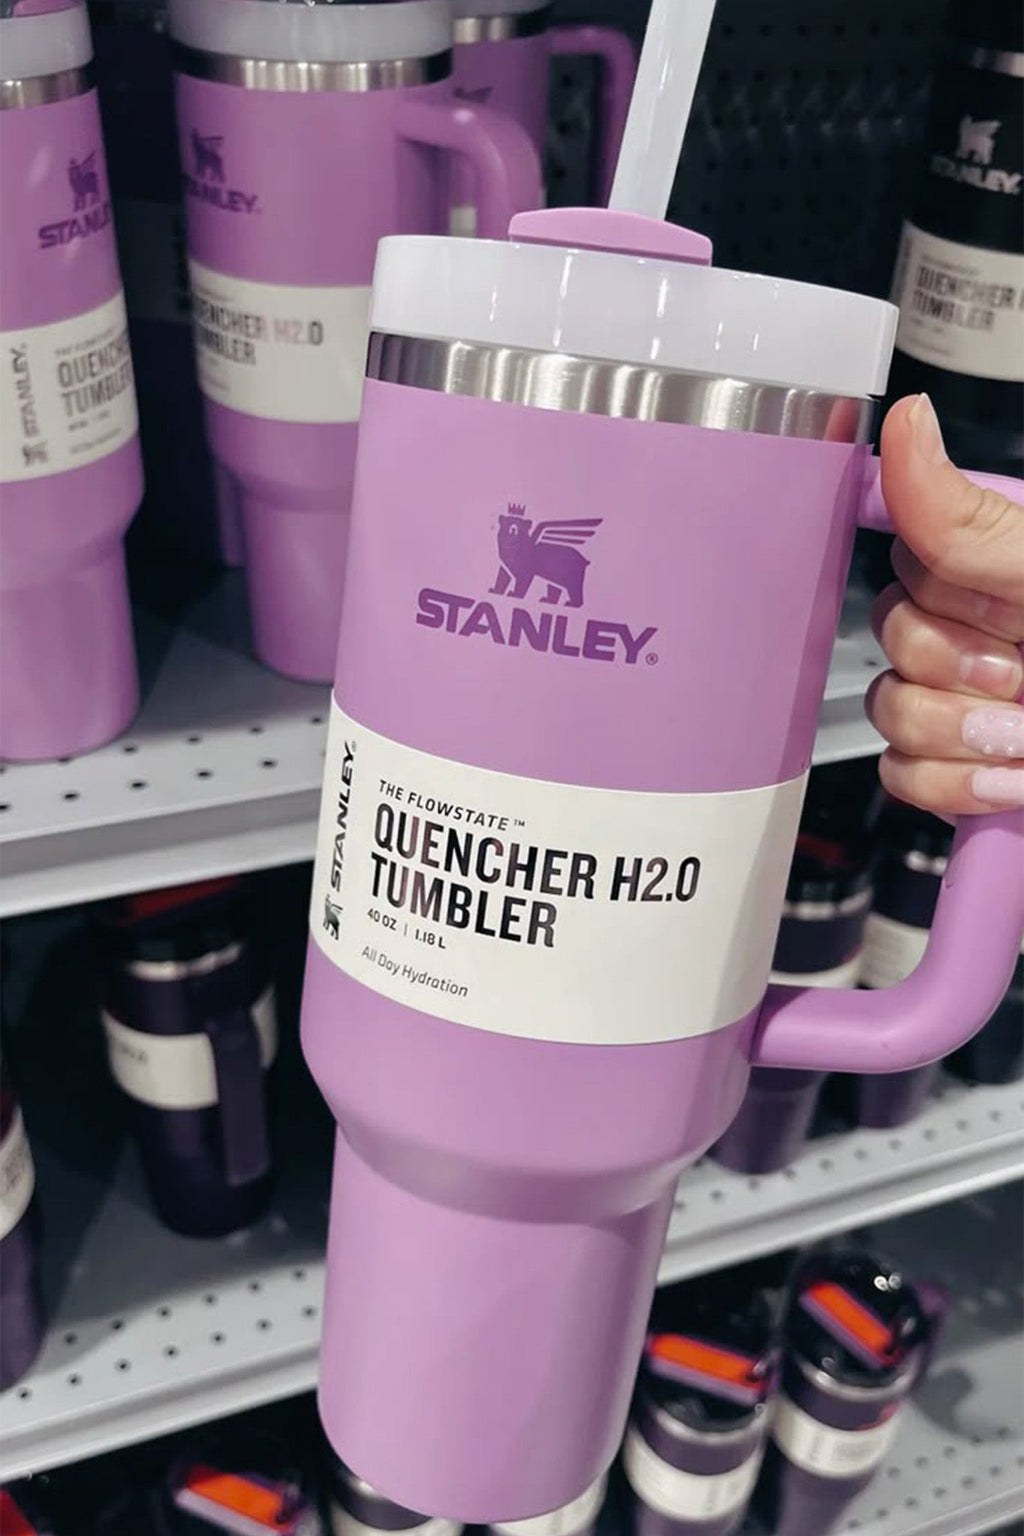 STANLEY
QUENCHER H2.0
TUMBLER
STANLEY
QUENCHER
TUMBLER
STANLEY
STANLEY
QUENCHER
TUMBLER
STANLEY®
STANLEY®
THE FLOWSTATE™
QUENCHER H2.0
TUMBLER
40 OZ | 1.18 L
All Day Hydration